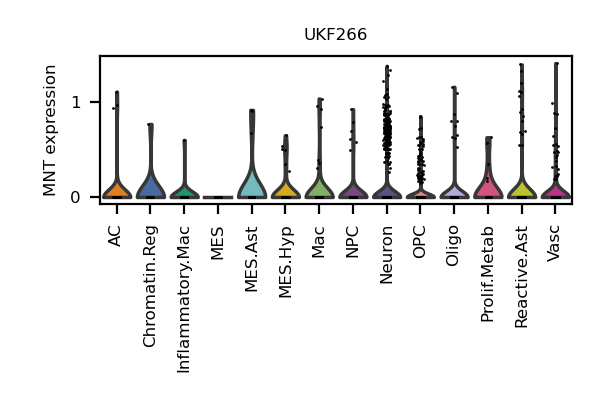 UKF266
MNT expression
1
0
AC
Chromatin.Reg
Inflammatory.Mac
MES
MES.Ast
MES.Hyp
Mac
NPC
Neuron
OPC
Oligo
Prolif.Metab
Reactive.Ast
Vasc